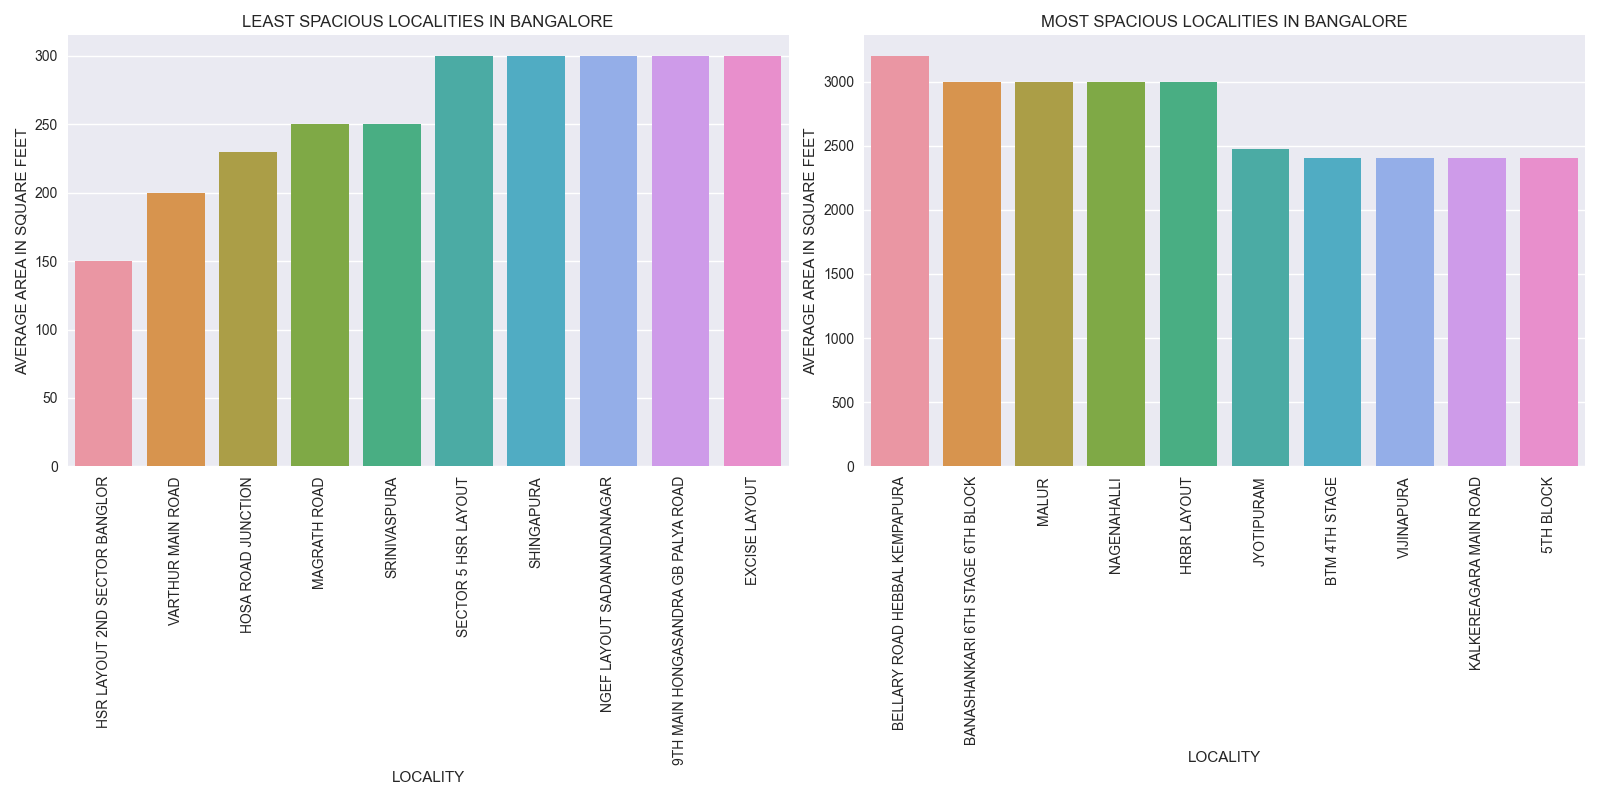 LEAST SPACIOUS LOCALITIES IN BANGALORE
AVERAGE AREA IN SQUARE FEET
300
250
200
150
100
50
0
HSR LAYOUT 2ND SECTOR BANGLOR
VARTHUR MAIN ROAD
HOSA ROAD JUNCTION
MAGRATH ROAD
SRINIVASPURA
SECTOR 5 HSR LAYOUT
SHINGAPURA
NGEF LAYOUT SADANANDANAGAR
9TH MAIN HONGASANDRA GB PALYA ROAD
EXCISE LAYOUT
LOCALITY
MOST SPACIOUS LOCALITIES IN BANGALORE
AVERAGE AREA IN SQUARE FEET
3000
2500
2000
1500
1000
500
0
BELLARY ROAD HEBBAL KEMPAPURA
BANASHANKARI 6TH STAGE 6TH BLOCK
MALUR
NAGENAHALLI
HRBR LAYOUT
JYOTIPURAM
BTM 4TH STAGE
VIJINAPURA
KALKEREAGARA MAIN ROAD
5TH BLOCK
LOCALITY